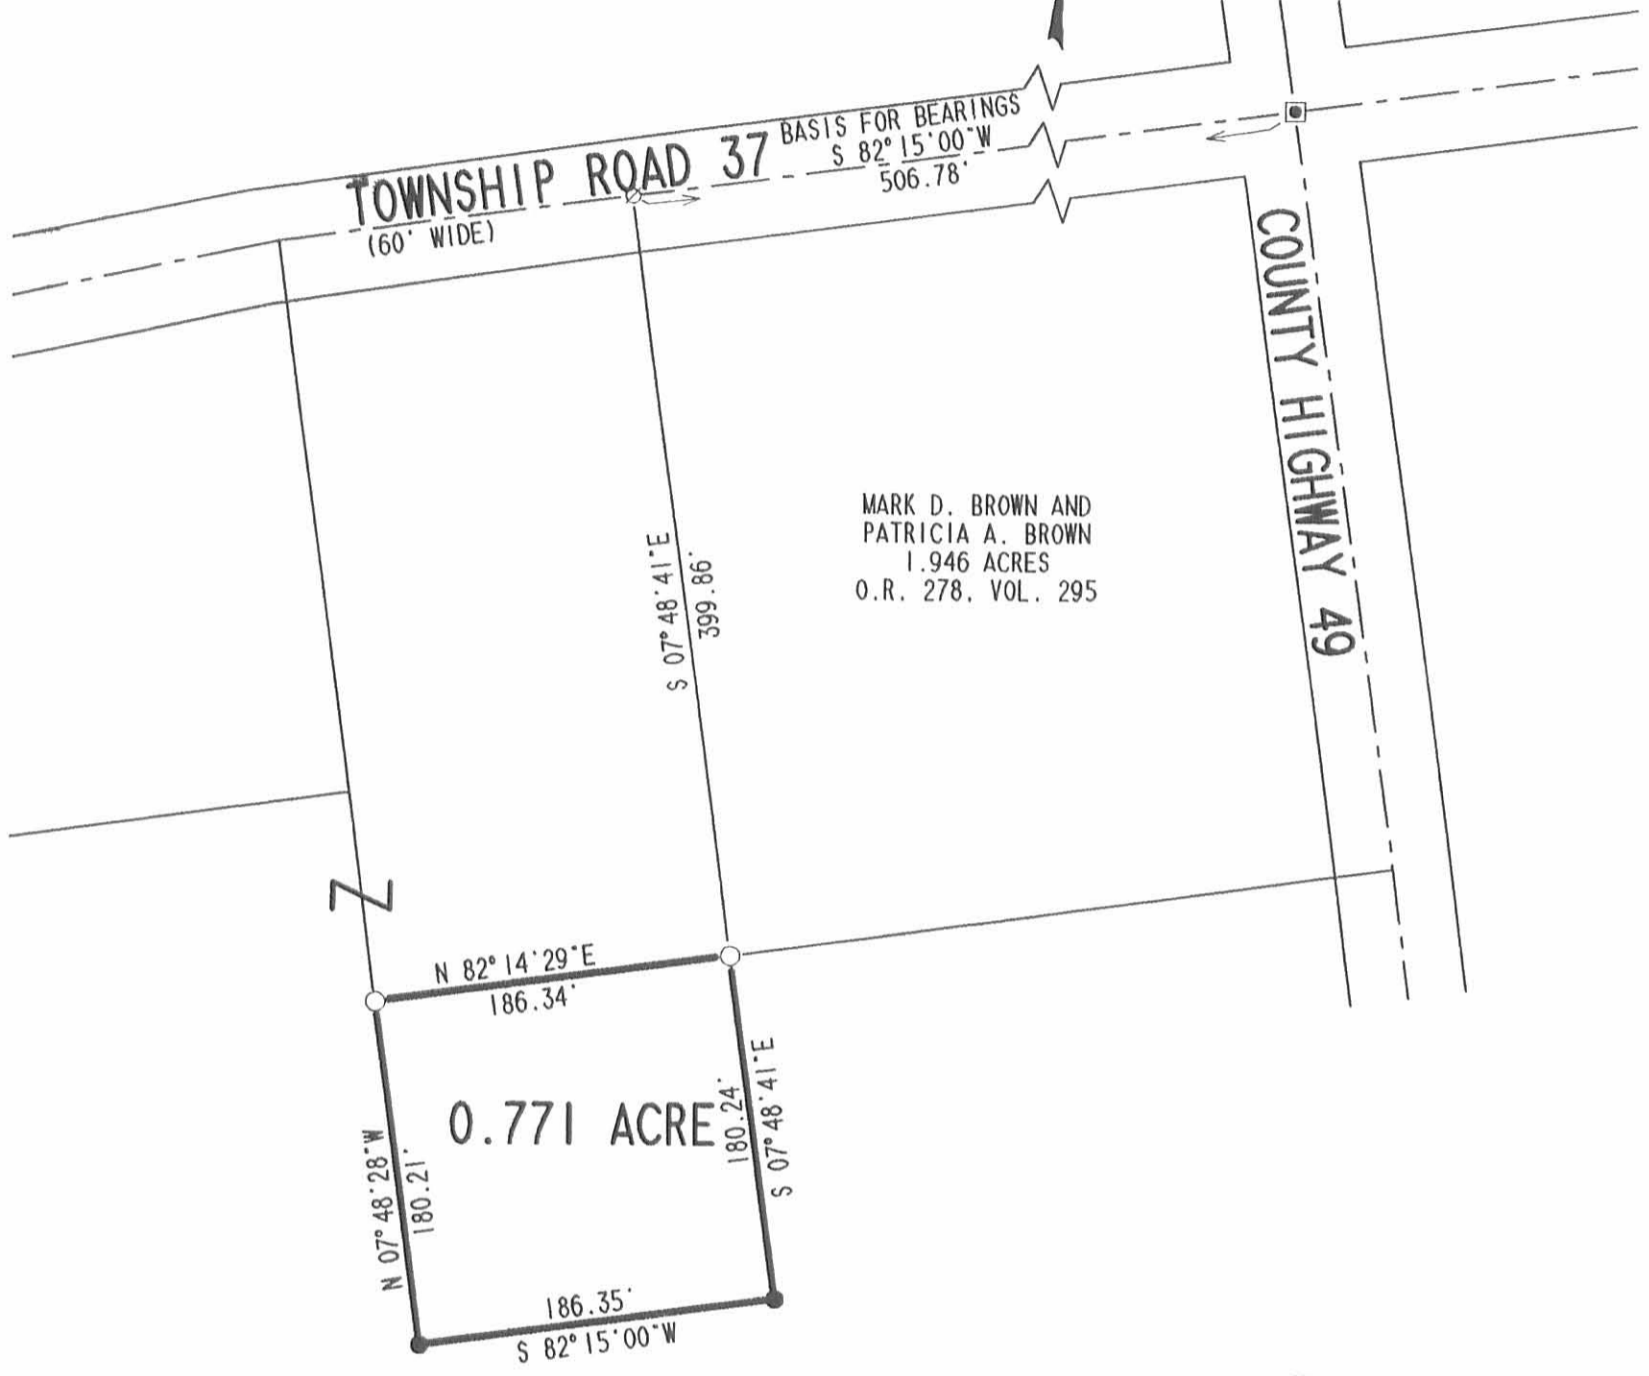 BASIS FOR BEARINGS
S 82° 15'00"W
506.78'
TOWNSHIP ROAD 37
(60' WIDE)
COUNTY HIGHWAY 49
MARK D. BROWN AND
PATRICIA A. BROWN
1.946 ACRES
O.R. 278, VOL. 295
S 07° 48'41"E
399.86'
N 82° 14'29"E
186.34'
0.771 ACRE
180.24'
S 07° 48'41"E
N 07° 48'28"W
180.21'
186.35'
S 82° 15'00"W